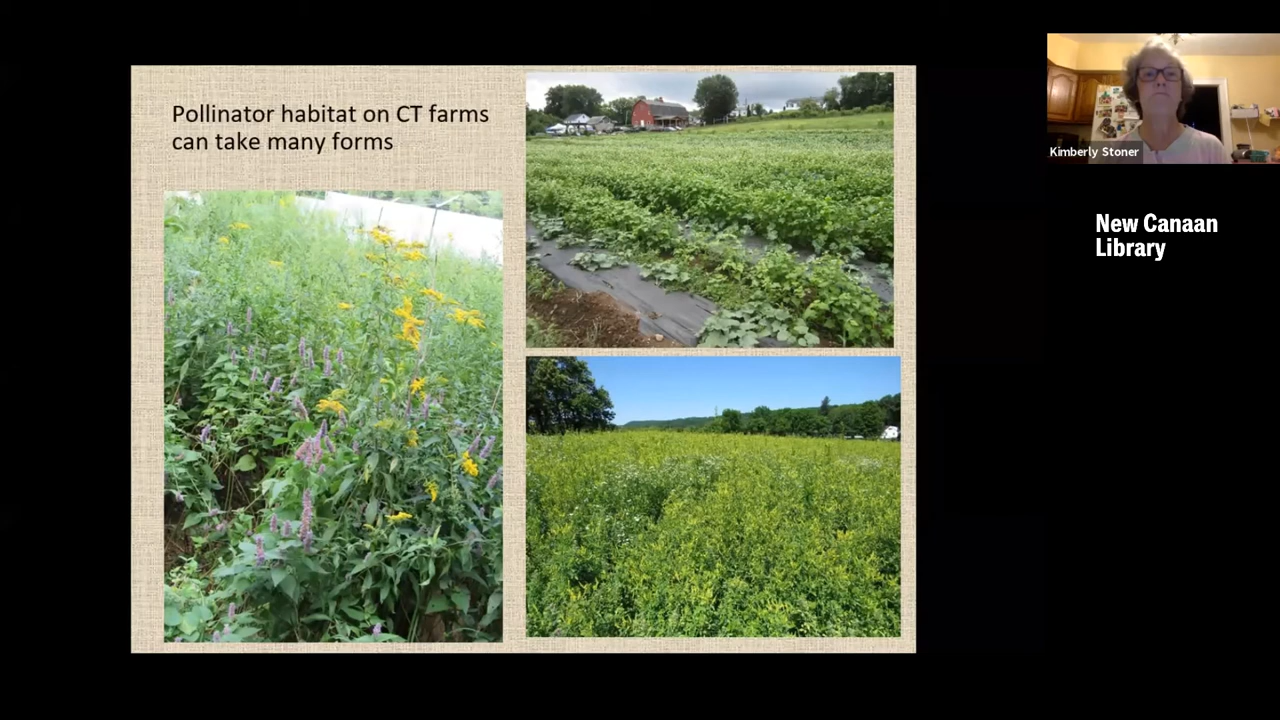 Pollinator habitat on CT farms
can take many forms
Kimberly Stoner
New Canaan
Library